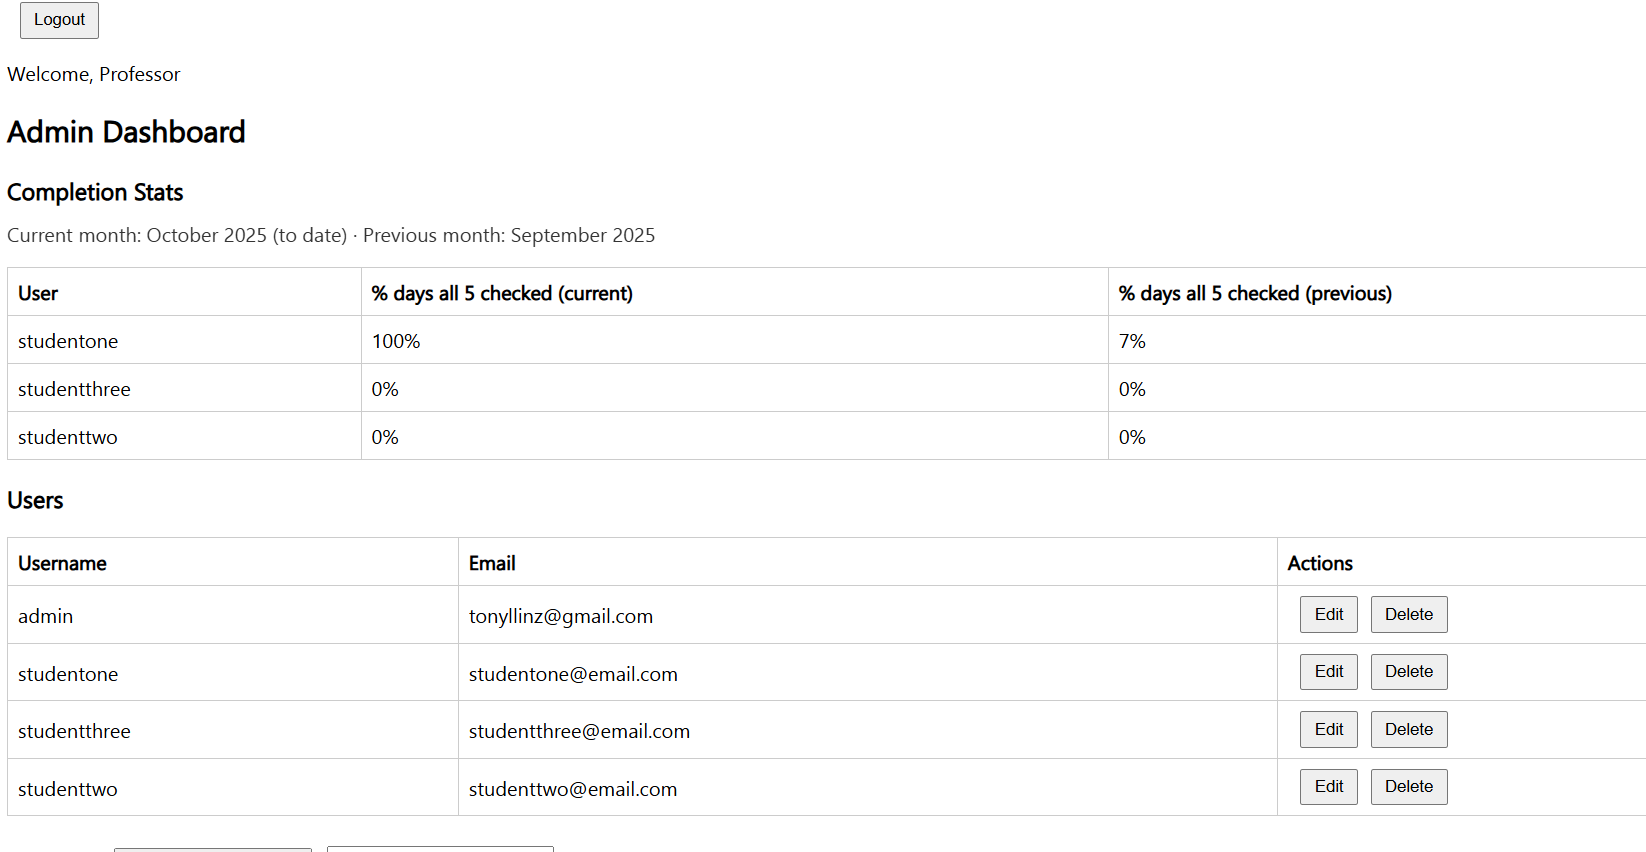 Logout
Welcome, Professor
Admin Dashboard
Completion Stats
Current month: October 2025 (to date) · Previous month: September 2025
User % days all 5 checked (current) % days all 5 checked (previous)
studentone 100% 7%
studentthree 0% 0%
studenttwo 0% 0%
Users
Username Email Actions
admin tonyllinz@gmail.com Edit Delete
studentone studentone@email.com Edit Delete
studentthree studentthree@email.com Edit Delete
studenttwo studenttwo@email.com Edit Delete